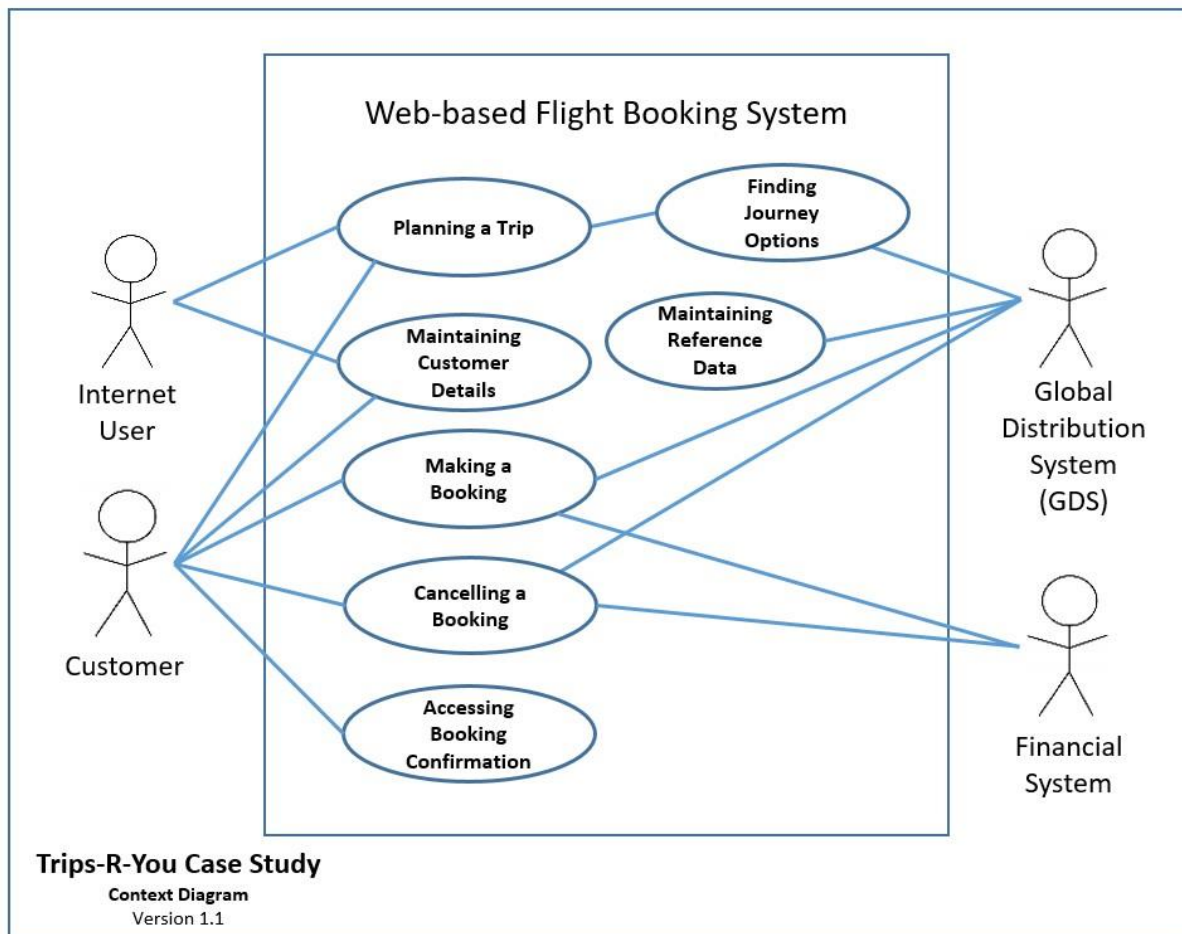 Web-based Flight Booking System
Planning a Trip
Finding
Journey
Options
Maintaining
Customer
Details
Maintaining
Reference
Data
Making a
Booking
Cancelling a
Booking
Accessing
Booking
Confirmation
Internet
User
Customer
Global
Distribution
System
(GDS)
Financial
System
Trips-R-You Case Study
Context Diagram
Version 1.1